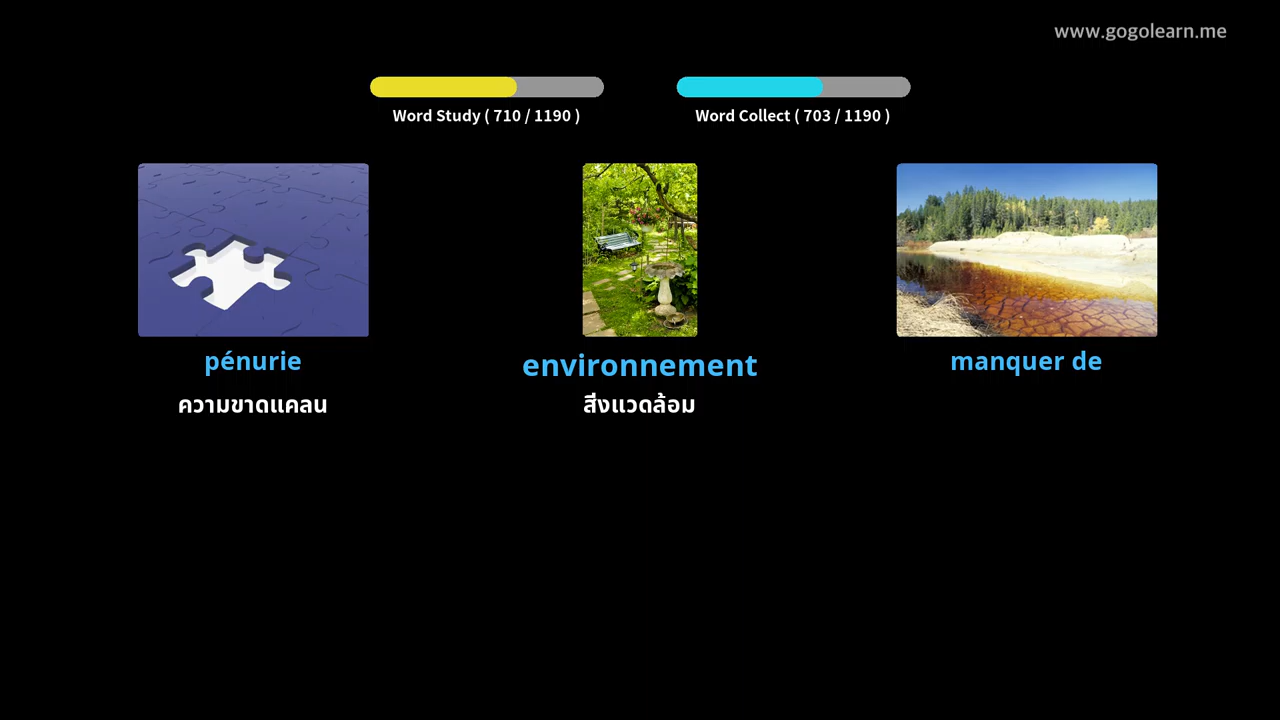 www.gogolearn.me
Word Study ( 710 / 1190 )
Word Collect ( 703 / 1190 )
pénurie
environnement
manquer de
ความขาดแคลน
สิ่งแวดล้อม